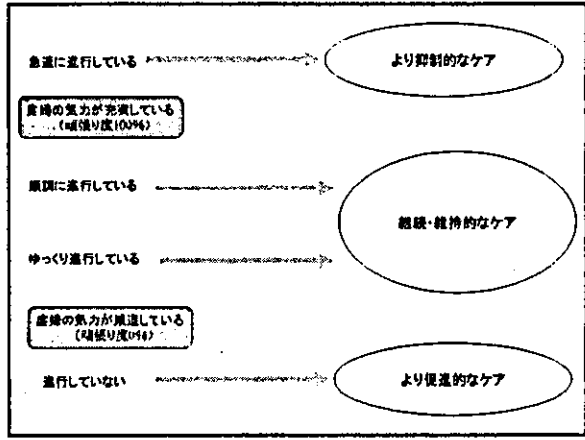 急速に進行している
より抑制的なケア
産婦の気力が充実している
(頑張り度100%)
順調に進行している
継続・維持的なケア
ゆっくり進行している
産婦の気力が減退している
(頑張り度0%)
進行していない
より促進的なケア